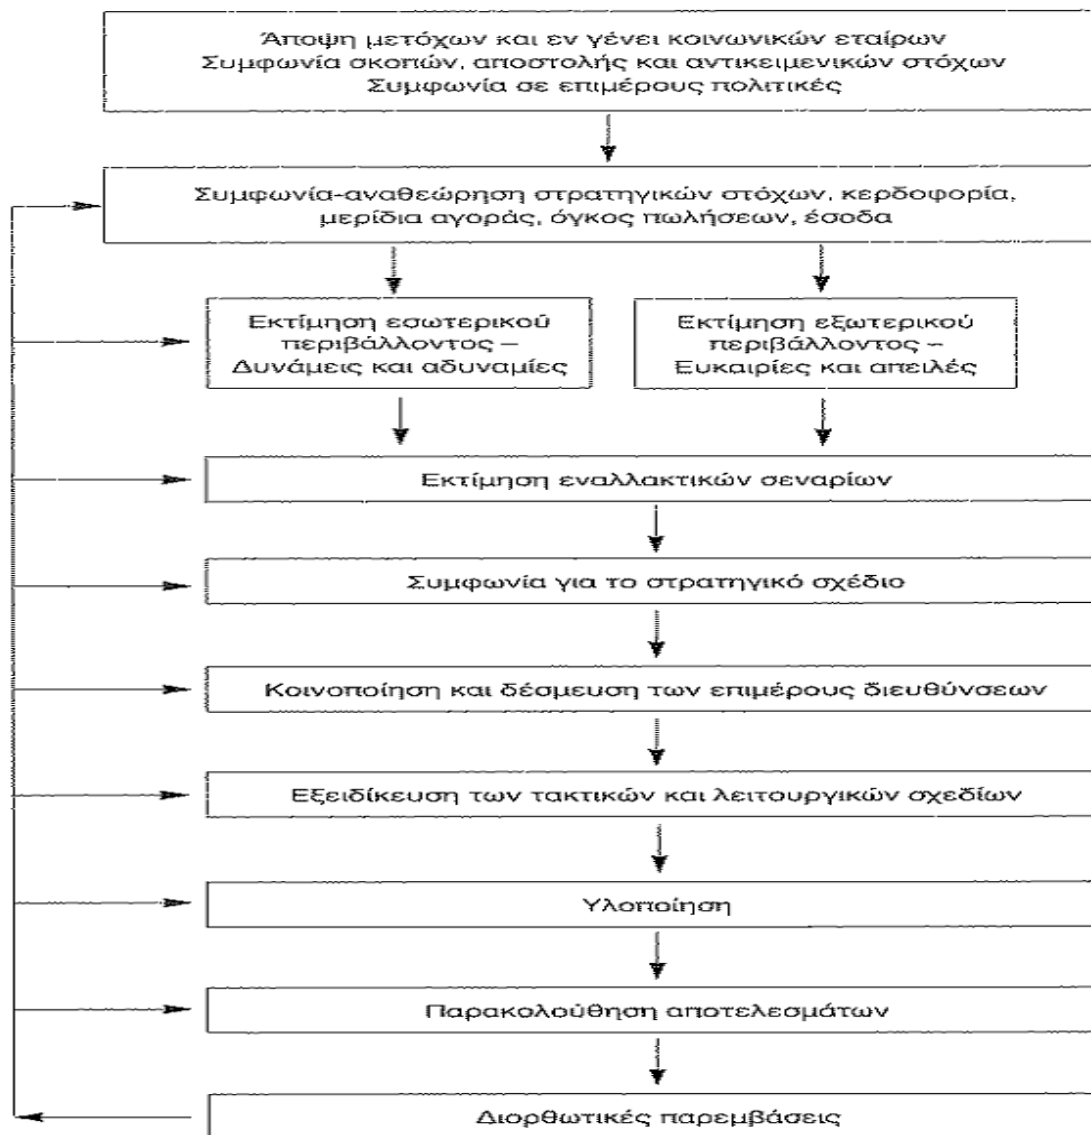 Άποψη μετόχων και εν γένει κοινωνικών εταίρων
Συμφωνία σκοπών, αποστολής και αντικειμενικών στόχων
Συμφωνία σε επιμέρους πολιτικές
Συμφωνία-αναθεώρηση στρατηγικών στόχων, κερδοφορία,
μερίδια αγοράς, όγκος πωλήσεων, έσοδα
Εκτίμηση εσωτερικού
περιβάλλοντος –
Δυνάμεις και αδυναμίες
Εκτίμηση εξωτερικού
περιβάλλοντος –
Ευκαιρίες και απειλές
Εκτίμηση εναλλακτικών σεναρίων
Συμφωνία για το στρατηγικό σχέδιο
Κοινοποίηση και δέσμευση των επιμέρους διευθύνσεων
Εξειδίκευση των τακτικών και λειτουργικών σχεδίων
Υλοποίηση
Παρακολούθηση αποτελεσμάτων
Διορθωτικές παρεμβάσεις